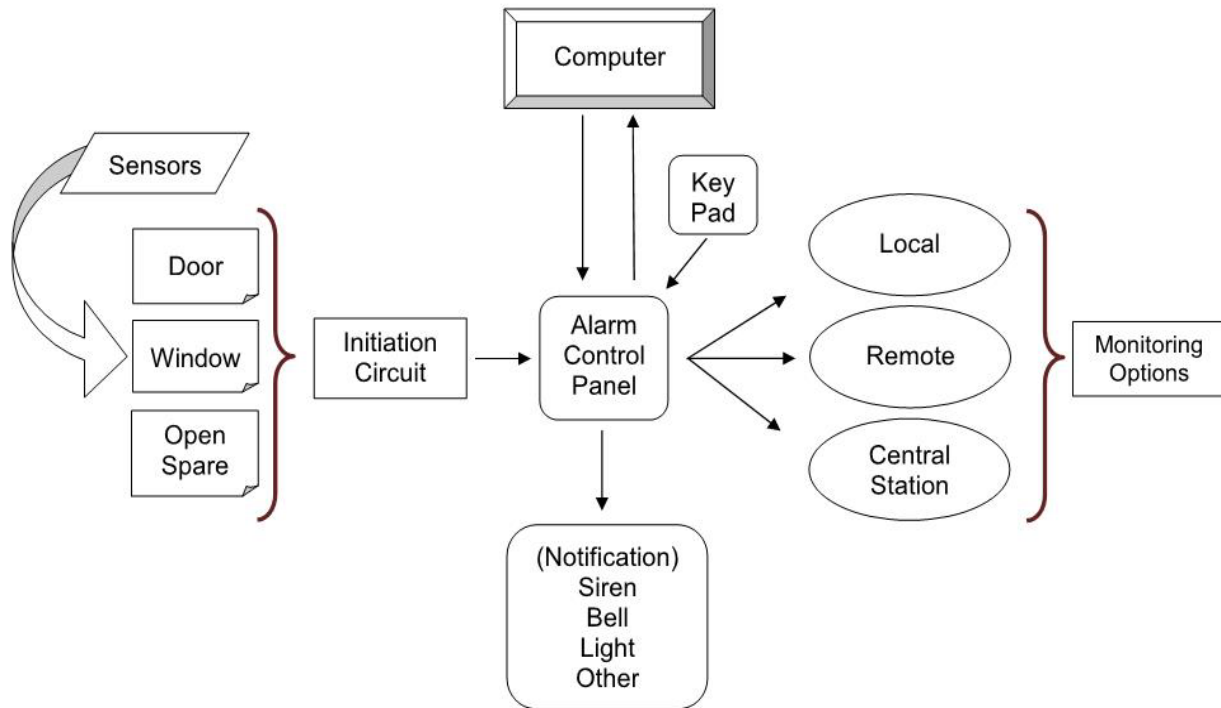 Computer
Sensors
Key
Pad
Door
Window
Open
Spare
Initiation
Circuit
Alarm
Control
Panel
Local
Remote
Central
Station
Monitoring
Options
(Notification)
Siren
Bell
Light
Other